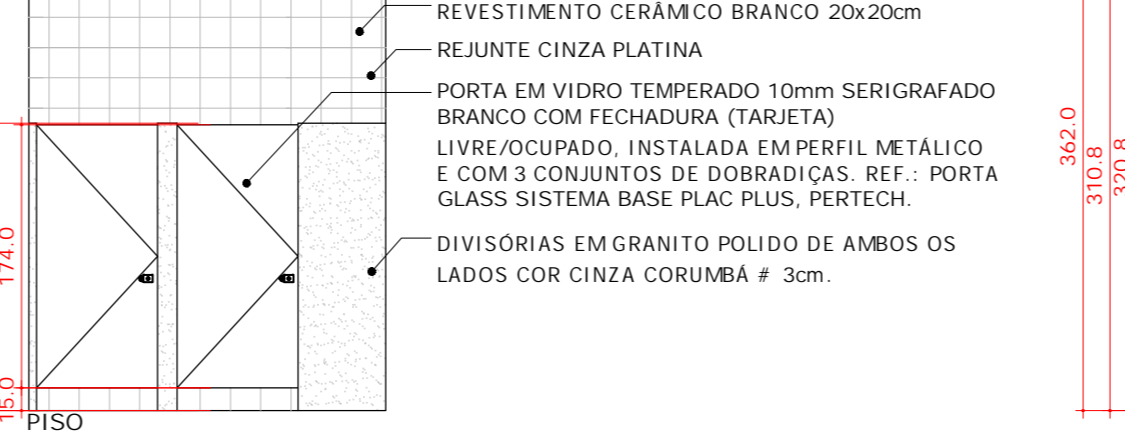 REVESTIMENTO CERÂMICO BRANCO 20x20cm
REJUNTE CINZA PLATINA
PORTA EM VIDRO TEMPERADO 10mm SERIGRAFADO
BRANCO COM FECHADURA (TARJETA)
LIVRE/OCUPADO, INSTALADA EM PERFIL METÁLICO
E COM 3 CONJUNTOS DE DOBRADIÇAS. REF.: PORTA
GLASS SISTEMA BASE PLAC PLUS, PERTECH.
DIVISÓRIAS EM GRANITO POLIDO DE AMBOS OS
LADOS COR CINZA CORUMBÁ # 3cm.
174.0
15.0
PISO
362.0
310.8
320.8